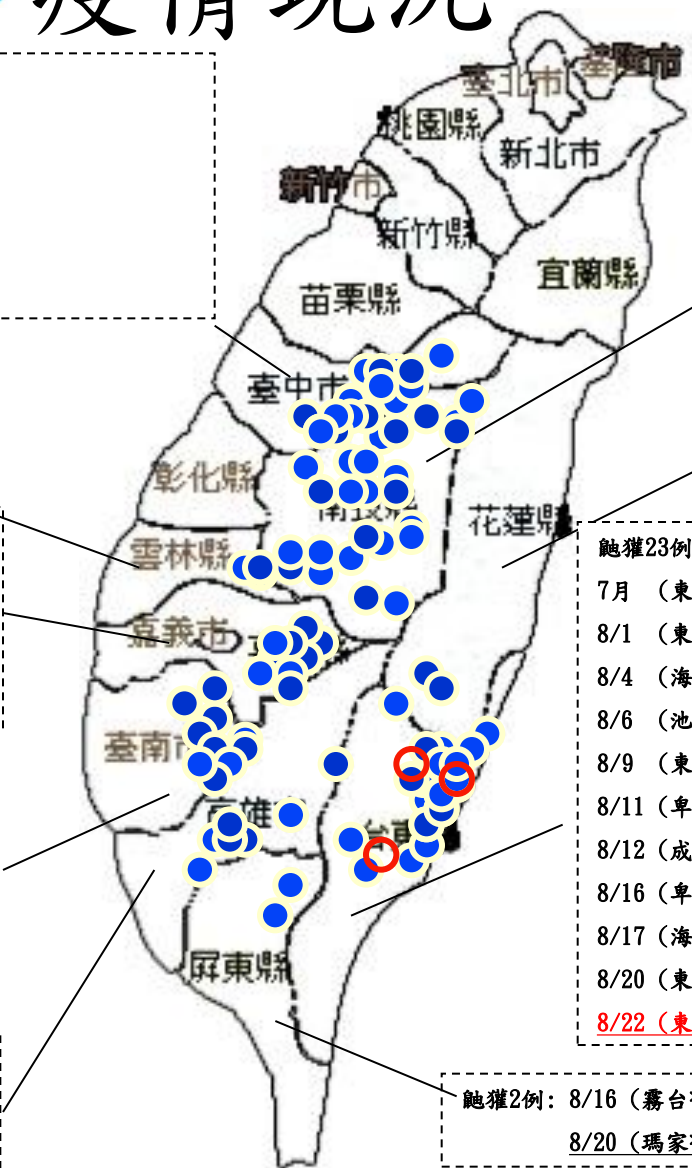 疫情現況
基隆市
臺北市
桃園縣
新北市
新竹市
新竹縣
宜蘭縣
苗栗縣
臺中市
彰化縣
南投縣
花蓮縣
雲林縣
嘉義市
臺南市
高雄
台東
屏東縣
鼬獾23例
7月 （東
8/1 （東
8/4 （海
8/6 （池
8/9 （東
8/11（卑
8/12（成
8/16（卑
8/17（海
8/20（東
8/22（東
鼬獾2例: 8/16（霧台
8/20（瑪家